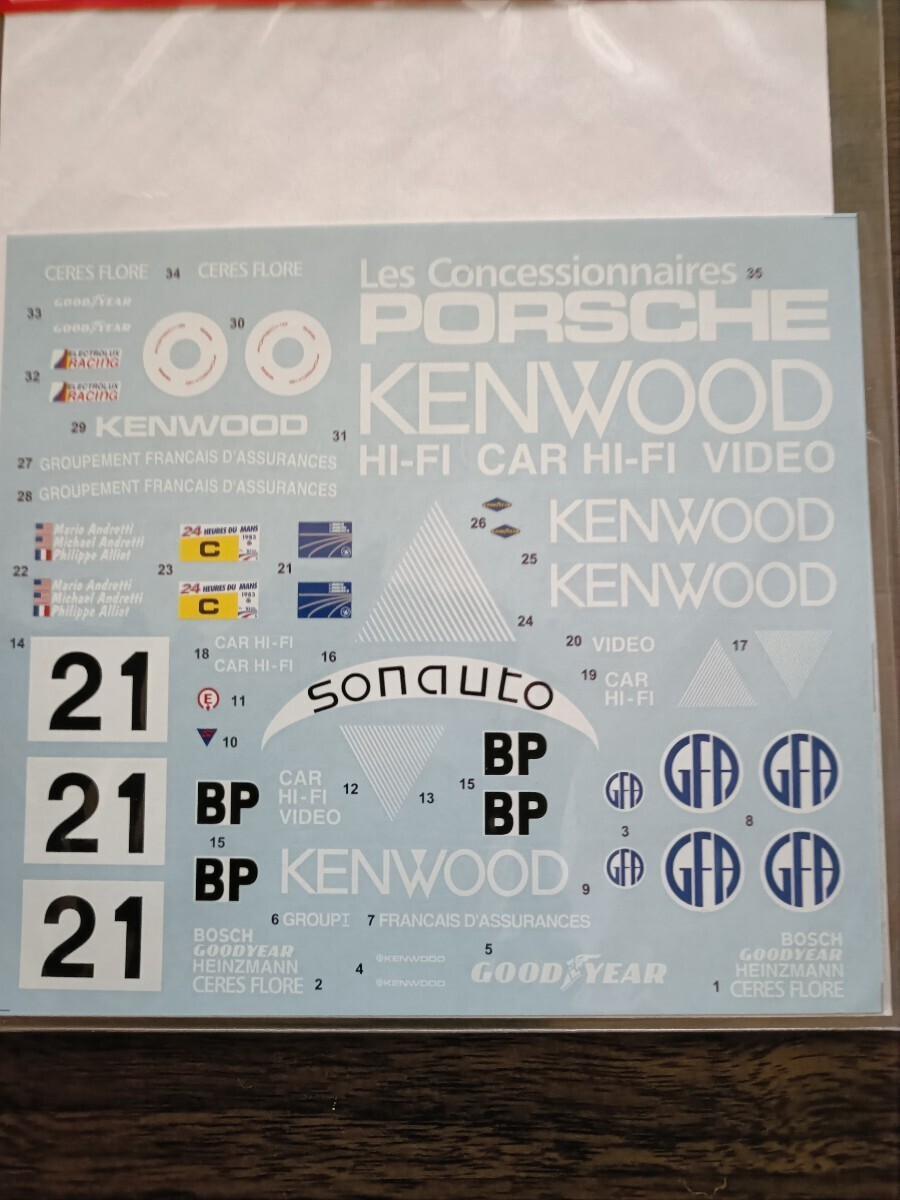 CERES FLORE 34 CERES FLORE
Les Concessionnaires 35
PORSCHE
33 GOODYEAR
GOODYEAR
30
32 ELECTROLUX
RACING
ELECTROLUX
RACING
KENWOOD
29 KENWOOD 31
HI-FI CAR HI-FI VIDEO
27 GROUPEMENT FRANCAIS D'ASSURANCES
28 GROUPEMENT FRANCAIS D'ASSURANCES
Mario Andretti
Michael Andretti
Philippe Alliot
24 HEURES DU MANS
C 1983
22 23 21
Mario Andretti
Michael Andretti
Philippe Alliot
24 HEURES DU MANS
C 1983
26
KENWOOD
25
KENWOOD
24
14
21
18 CAR HI-FI
CAR HI-FI
16
sonauto
20 VIDEO
17
19 CAR
HI-FI
E 11
10
21
BP
15
BP
CAR
HI-FI
VIDEO
12
13
15
BP
BP
GFA GFA GFA
3 8
GFA GFA GFA
21
KENWOOD 9
6 GROUPI 7 FRANCAIS D'ASSURANCES
BOSCH
GOODYEAR
HEINZMANN
CERES FLORE 2
4 KENWOOD
KENWOOD
5
GOODYEAR
BOSCH
GOODYEAR
HEINZMANN
1 CERES FLORE